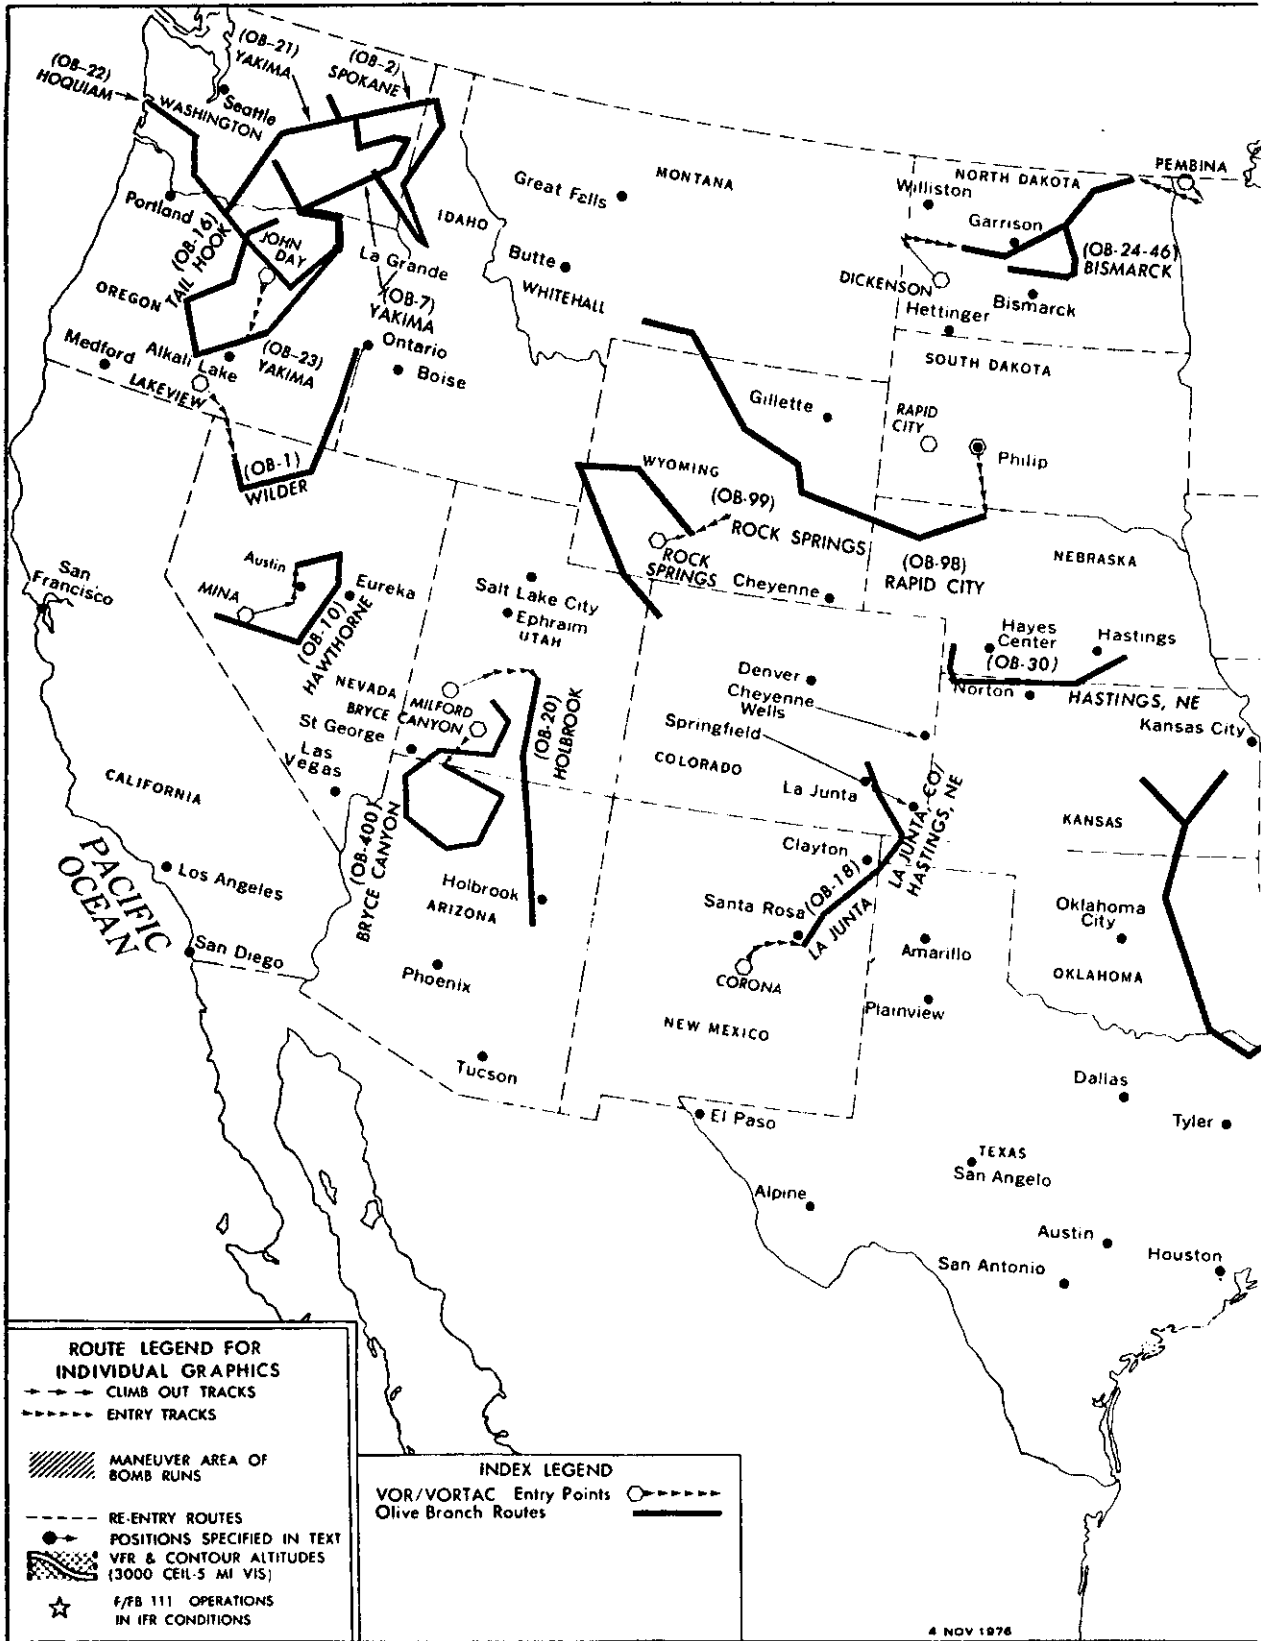 (OB-22)
HOQUIAM
(OB-21)
YAKIMA
(OB-2)
SPOKANE
Seattle
WASHINGTON
Portland
(OB-16)
TAIL HOOK
JOHN
DAY
OREGON
La Grande
IDAHO
(OB-7)
YAKIMA
(OB-23)
YAKIMA
Medford
Alkali Lake
LAKEVIEW
Ontario
Boise
(OB-1)
WILDER
Great Falls
MONTANA
Butte
WHITEHALL
NORTH DAKOTA
Williston
Garrison
PEMBINA
(OB-24-46)
BISMARCK
DICKENSON
Bismarck
Hettinger
SOUTH DAKOTA
Gillette
RAPID
CITY
Philip
WYOMING
(OB-99)
ROCK SPRINGS
ROCK
SPRINGS
Cheyenne
(OB-9B)
RAPID CITY
NEBRASKA
San
Francisco
Austin
MINA
Eureka
(OB-10)
HAWTHORNE
Salt Lake City
Ephraim
UTAH
NEVADA
MILFORD
BRYCE CANYON
St George
Las
Vegas
(OB-20)
HOLBROOK
CALIFORNIA
(OB-400)
BRYCE CANYON
Los Angeles
San Diego
PACIFIC
OCEAN
Holbrook
ARIZONA
Phoenix
Tucson
Denver
Cheyenne
Wells
Springfield
COLORADO
La Junta
Hayes
Center
Hastings
(OB-30)
Norton
HASTINGS, NE
Kansas City
KANSAS
LA JUNTA, CO/
HASTINGS, NE
Clayton
(OB-18)
LA JUNTA
Santa Rosa
CORONA
NEW MEXICO
Amarillo
Plainview
Oklahoma
City
OKLAHOMA
Dallas
Tyler
El Paso
TEXAS
San Angelo
Alpine
Austin
San Antonio
Houston
ROUTE LEGEND FOR
INDIVIDUAL GRAPHICS
CLIMB OUT TRACKS
ENTRY TRACKS
MANEUVER AREA OF
BOMB RUNS
RE-ENTRY ROUTES
POSITIONS SPECIFIED IN TEXT
VFR & CONTOUR ALTITUDES
(3000 CEIL-5 MI VIS)
F/FB 111 OPERATIONS
IN IFR CONDITIONS
INDEX LEGEND
VOR/VORTAC Entry Points
Olive Branch Routes
4 NOV 1976